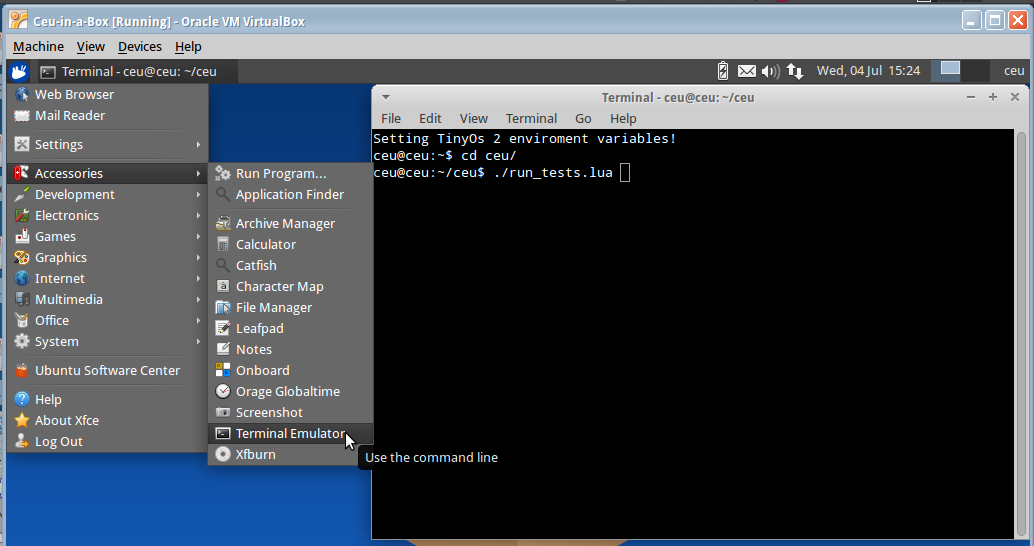 Ceu-in-a-Box [Running] - Oracle VM VirtualBox
Machine View Devices Help
Terminal - ceu@ceu: ~/ceu
Wed, 04 Jul 15:24
ceu
Web Browser
Mail Reader
Settings
Accessories
Development
Electronics
Games
Graphics
Internet
Multimedia
Office
System
Ubuntu Software Center
Help
About Xfce
Log Out
Run Program...
Application Finder
Archive Manager
Calculator
Catfish
Character Map
File Manager
Leafpad
Notes
Onboard
Orage Globaltime
Screenshot
Terminal Emulator
Xfburn
Use the command line
Terminal - ceu@ceu: ~/ceu
File Edit View Terminal Go Help
Setting TinyOs 2 enviroment variables!
ceu@ceu:~$ cd ceu/
ceu@ceu:~/ceu$ ./run_tests.lua